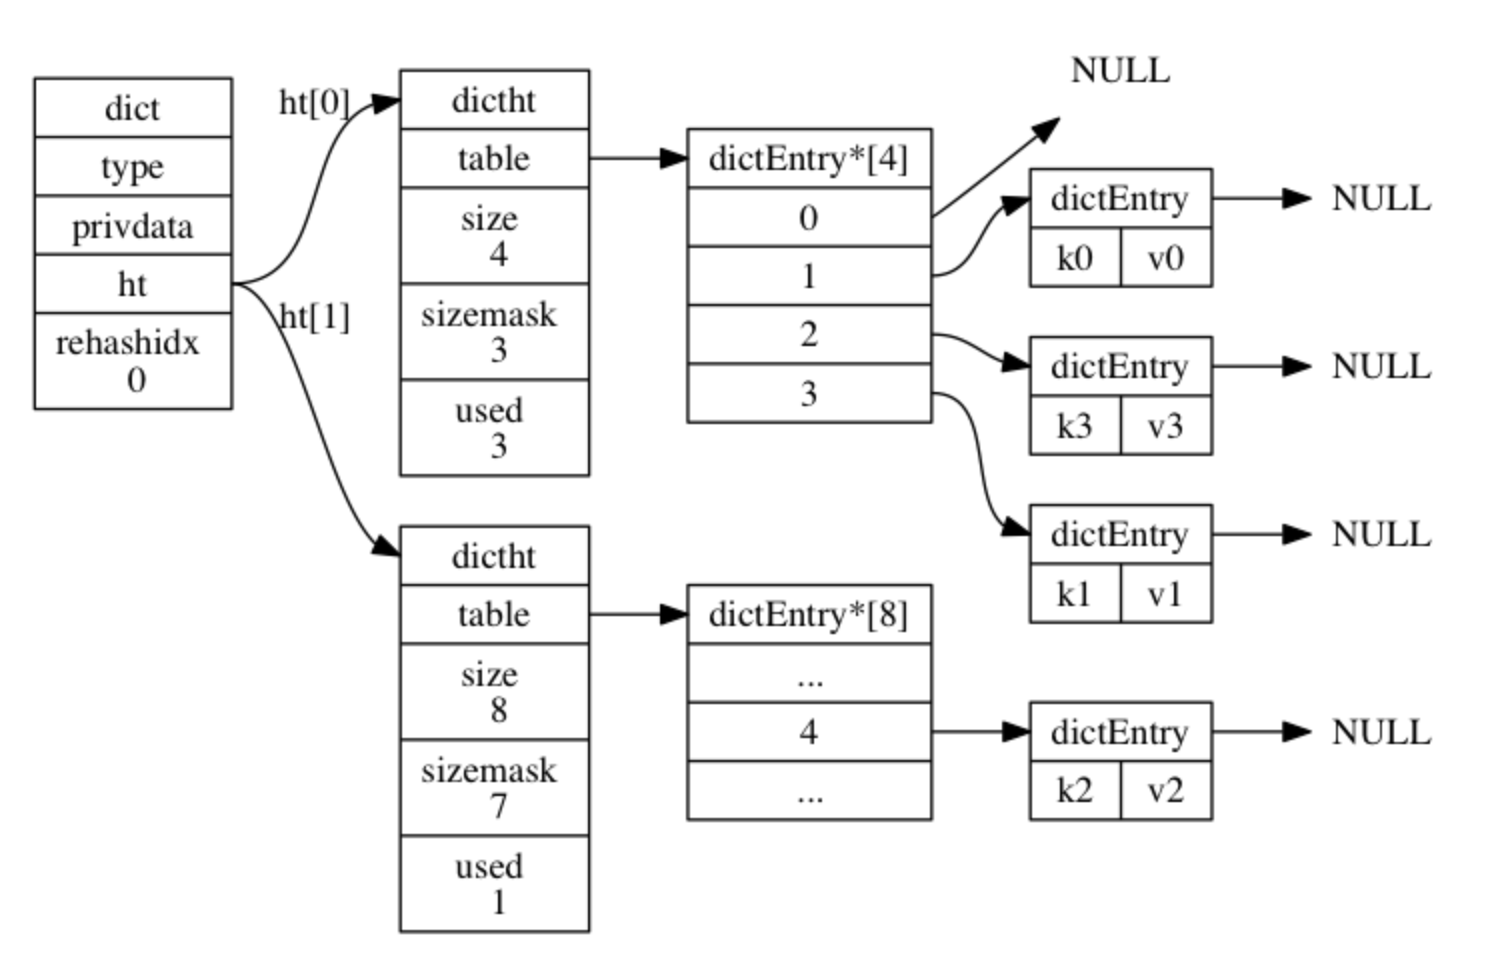 dict
type
privdata
ht
rehashidx
0
ht[0]
ht[1]
dictht
table
size
4
sizemask
3
used
3
dictEntry*[4]
0
1
2
3
NULL
dictEntry
k0 v0
NULL
dictEntry
k3 v3
NULL
dictEntry
k1 v1
NULL
dictht
table
size
8
sizemask
7
used
1
dictEntry*[8]
...
4
...
dictEntry
k2 v2
NULL